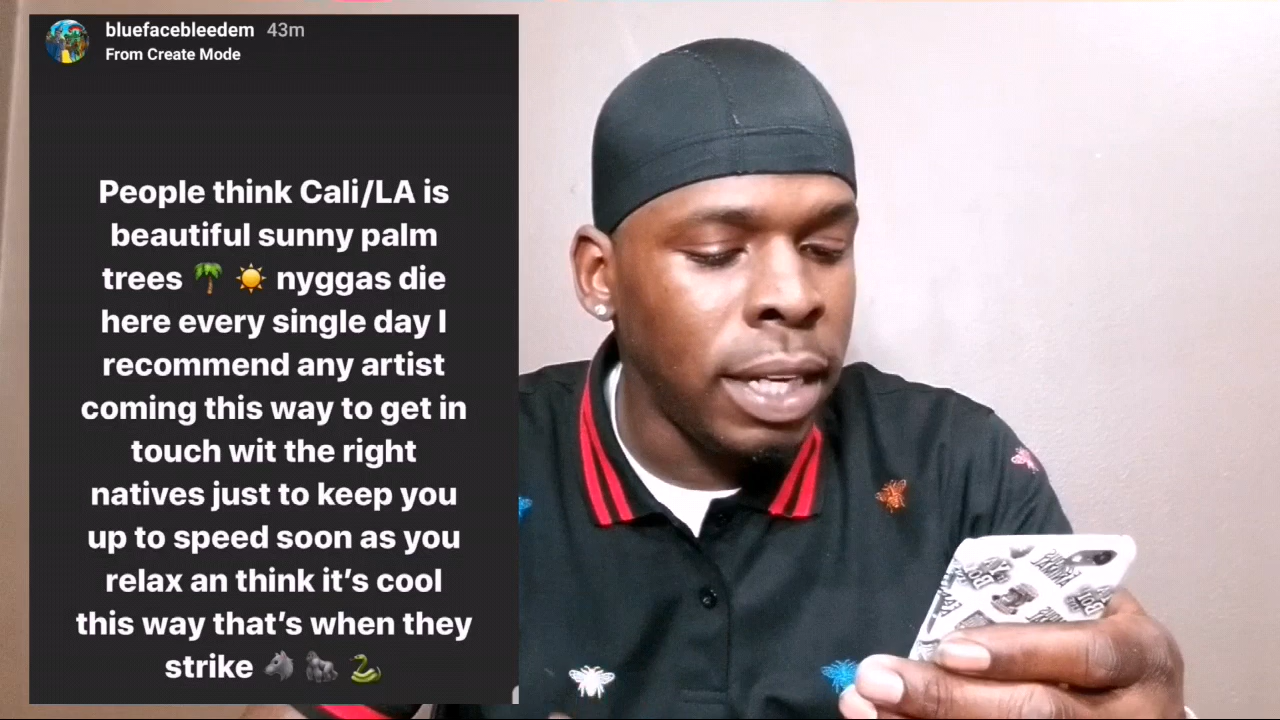 bluefacebleedem 43m
From Create Mode
People think Cali/LA is
beautiful sunny palm
trees 🌴 ☀️ nyggas die
here every single day I
recommend any artist
coming this way to get in
touch wit the right
natives just to keep you
up to speed soon as you
relax an think it's cool
this way that's when they
strike 🐺 🦍 🐍